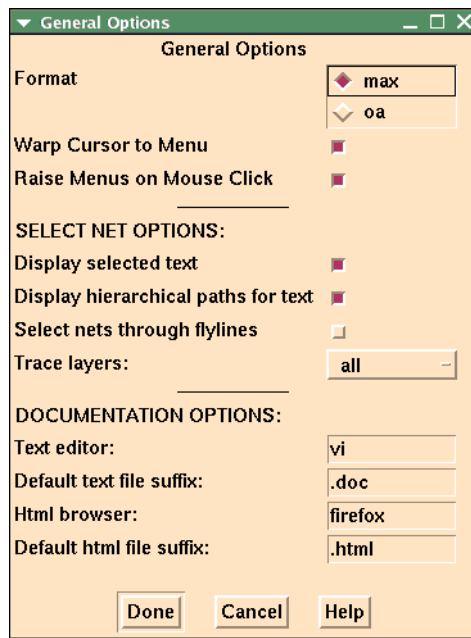 General Options
General Options
Format
max
oa
Warp Cursor to Menu
Raise Menus on Mouse Click
SELECT NET OPTIONS:
Display selected text
Display hierarchical paths for text
Select nets through flylines
Trace layers: all
DOCUMENTATION OPTIONS:
Text editor: vi
Default text file suffix: .doc
Html browser: firefox
Default html file suffix: .html
Done Cancel Help